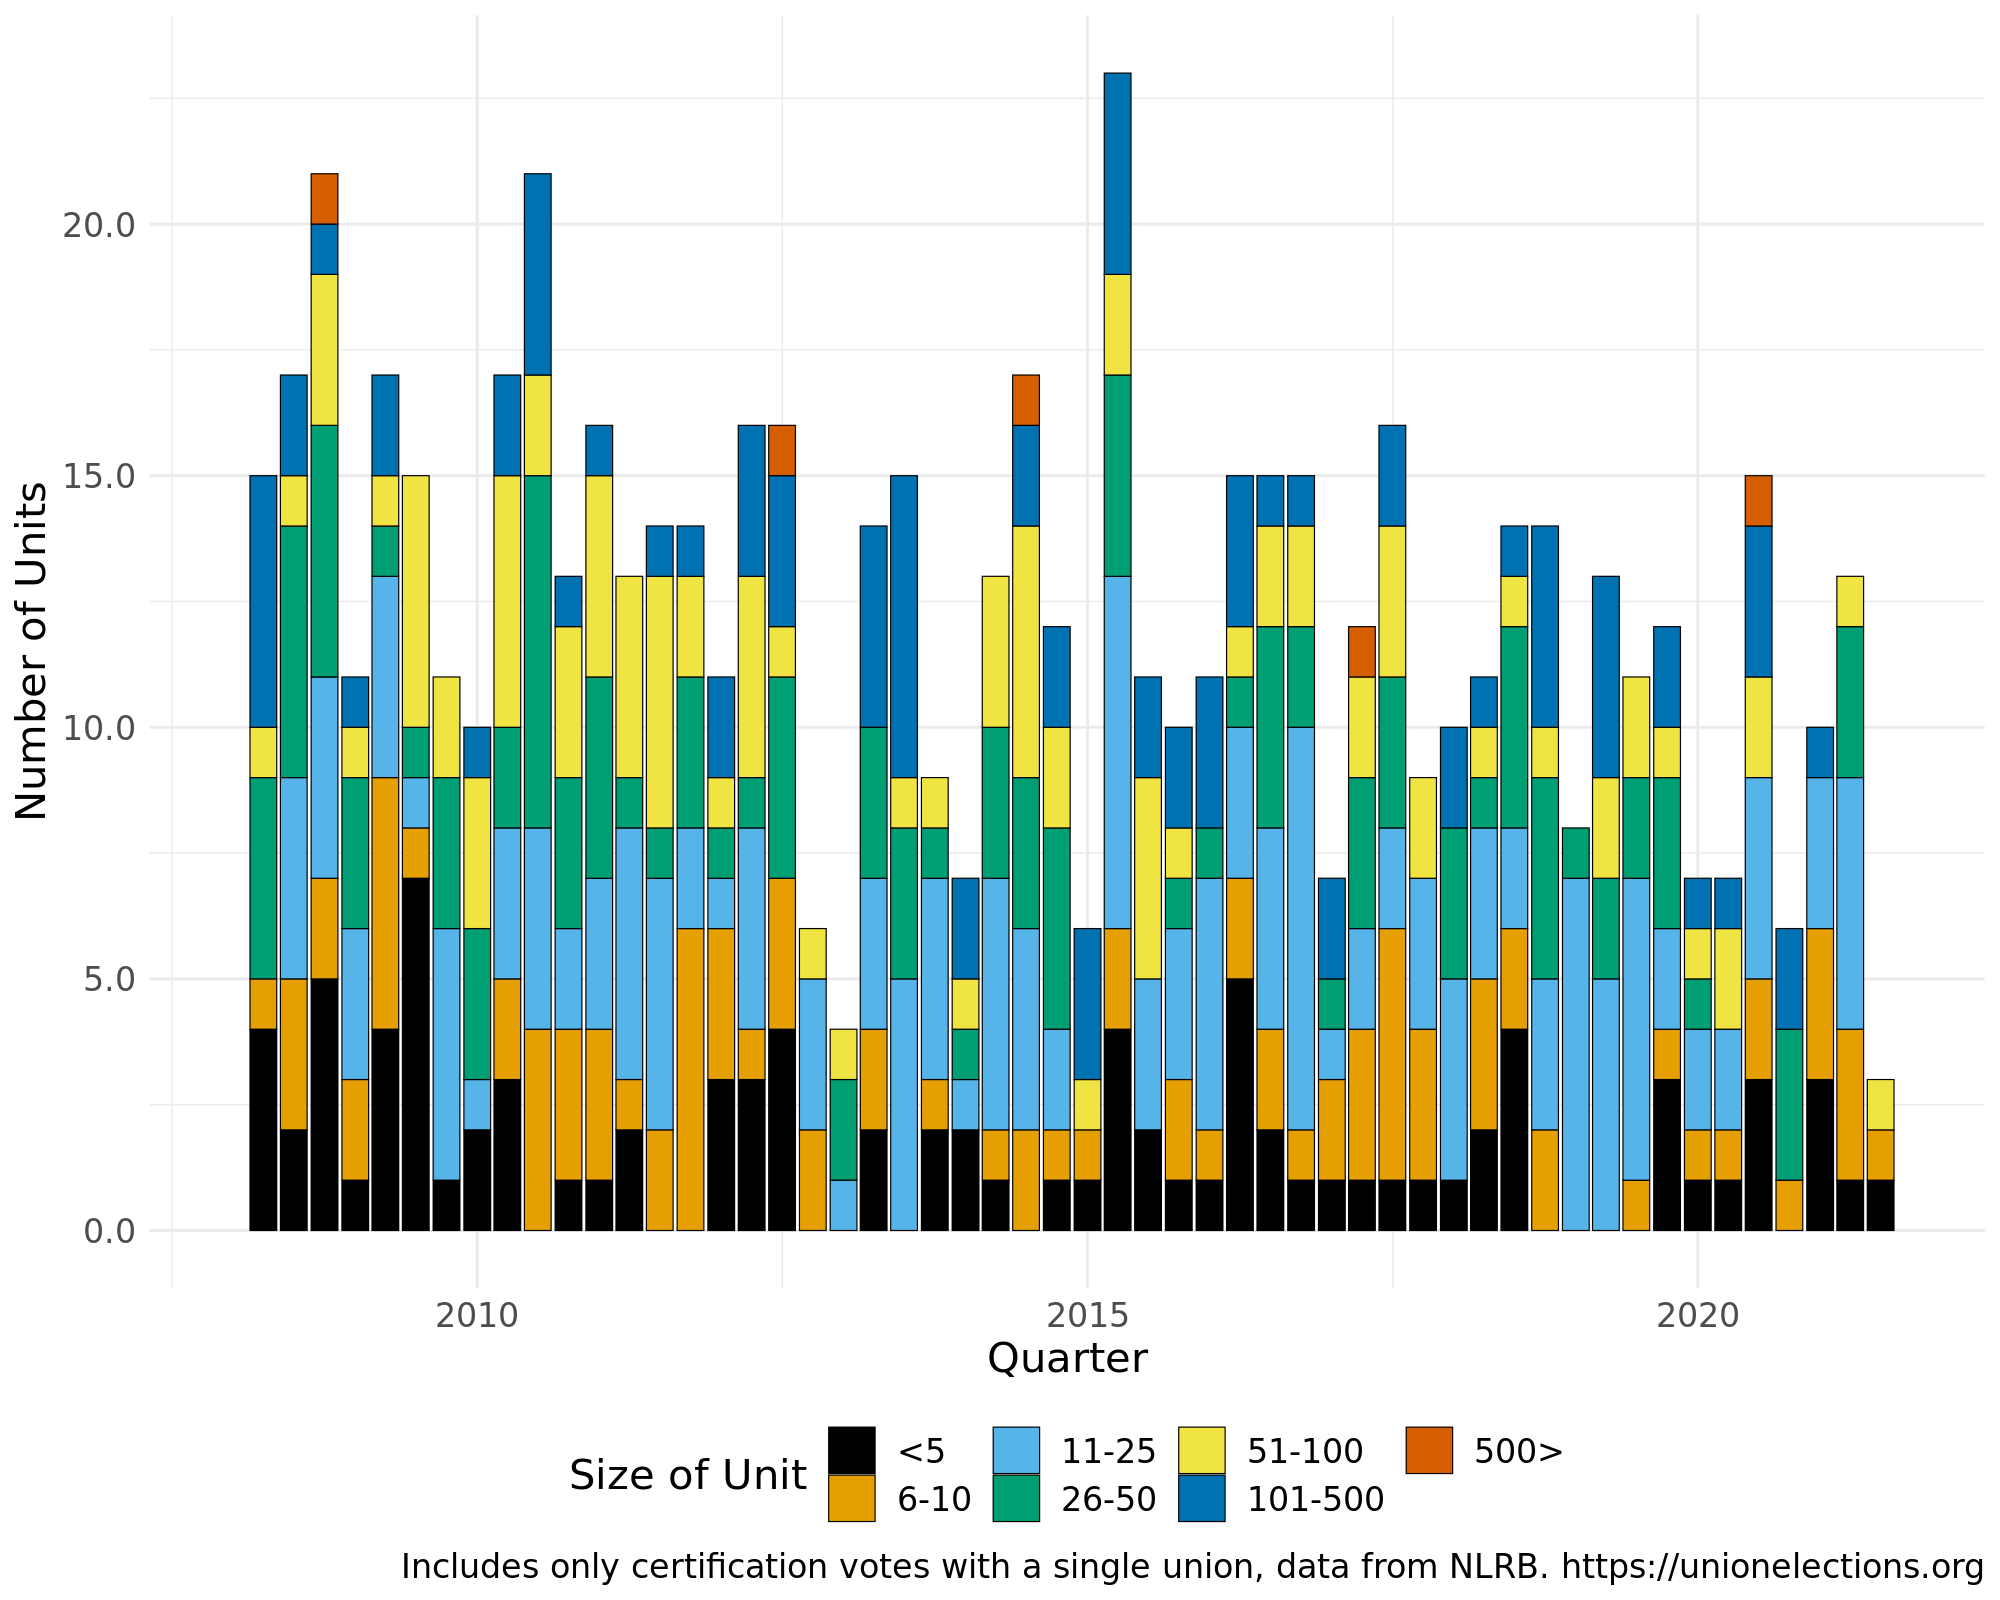 20.0
15.0
10.0
5.0
0.0
Number of Units
2010 2015 2020
Quarter
Size of Unit
<5 11-25 51-100 500>
6-10 26-50 101-500
Includes only certification votes with a single union, data from NLRB. https://unionelections.org